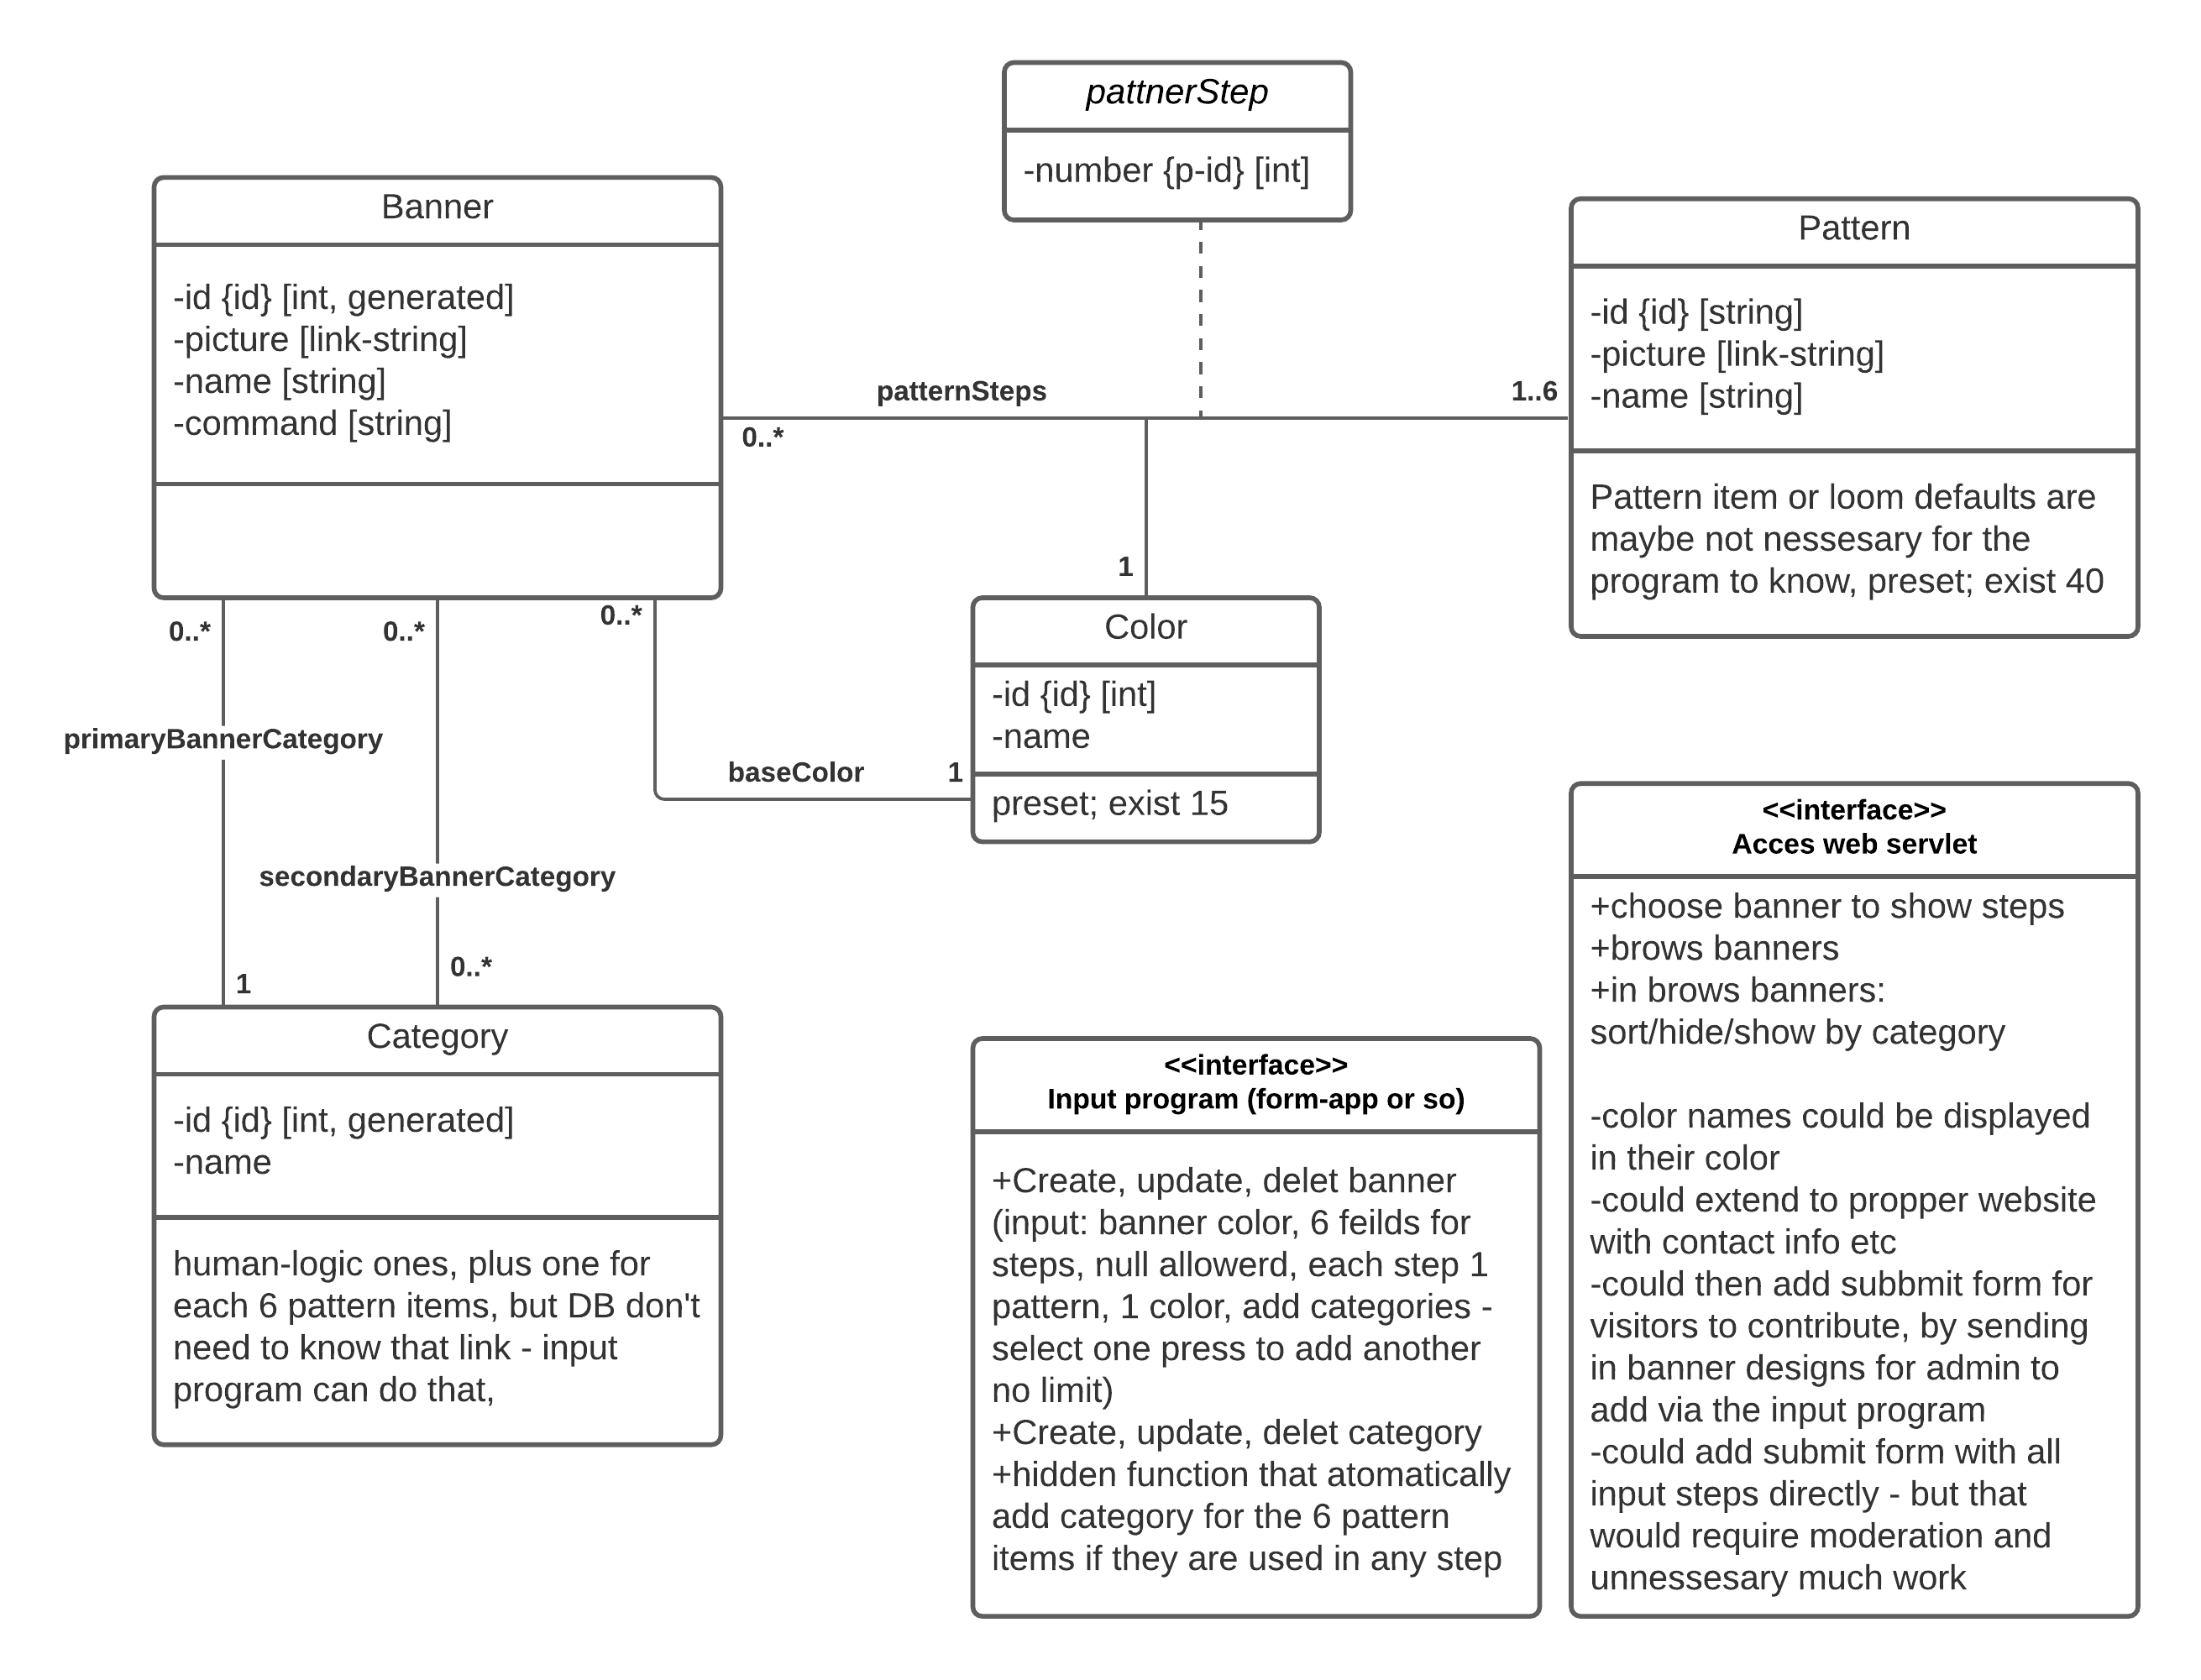 pattnerStep
-number {p-id} [int]
Banner
-id {id} [int, generated]
-picture [link-string]
-name [string]
-command [string]
Pattern
-id {id} [string]
-picture [link-string]
-name [string]
Pattern item or loom defaults are
maybe not nessesary for the
program to know, preset; exist 40
patternSteps
0..*
1..6
1
Color
-id {id} [int]
-name
preset; exist 15
0..*
0..*
0..*
primaryBannerCategory
baseColor
1
secondaryBannerCategory
0..*
1
Category
-id {id} [int, generated]
-name
human-logic ones, plus one for
each 6 pattern items, but DB don't
need to know that link - input
program can do that,
<<interface>>
Input program (form-app or so)
+Create, update, delet banner
(input: banner color, 6 feilds for
steps, null allowerd, each step 1
pattern, 1 color, add categories -
select one press to add another
no limit)
+Create, update, delet category
+hidden function that atomatically
add category for the 6 pattern
items if they are used in any step
<<interface>>
Acces web servlet
+choose banner to show steps
+brows banners
+in brows banners:
sort/hide/show by category
-color names could be displayed
in their color
-could extend to propper website
with contact info etc
-could then add subbmit form for
visitors to contribute, by sending
in banner designs for admin to
add via the input program
-could add submit form with all
input steps directly - but that
would require moderation and
unnessesary much work